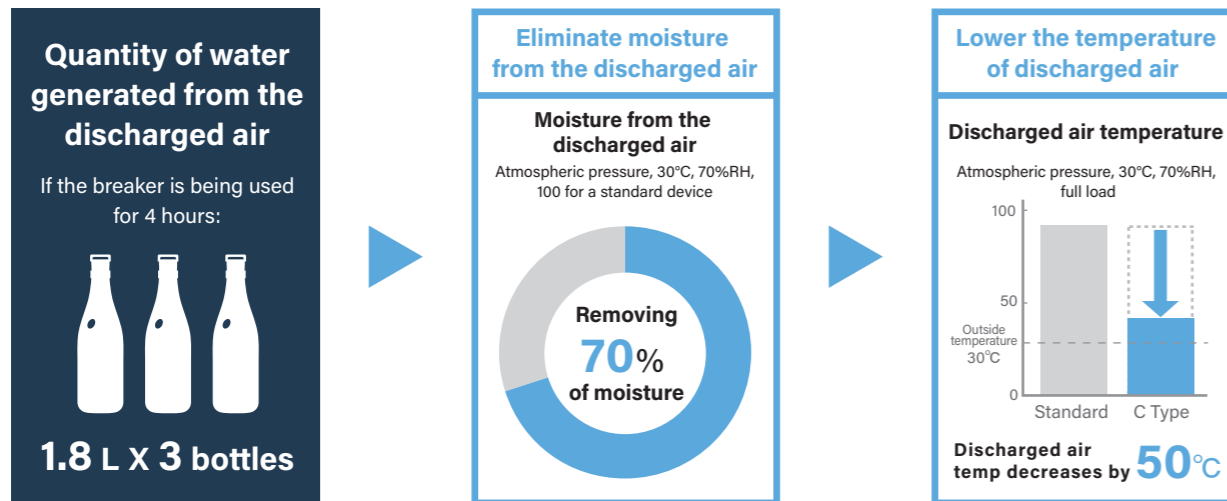 Quantity of water
generated from the
discharged air
If the breaker is being used
for 4 hours:
1.8 L X 3 bottles
Eliminate moisture
from the discharged air
Moisture from the
discharged air
Atmospheric pressure, 30℃, 70%RH,
100 for a standard device
Removing
70%
of moisture
Lower the temperature
of discharged air
Discharged air temperature
Atmospheric pressure, 30℃, 70%RH,
full load
100
50
Outside
temperature
30℃
0
Standard
C Type
Discharged air
temp decreases by 50℃